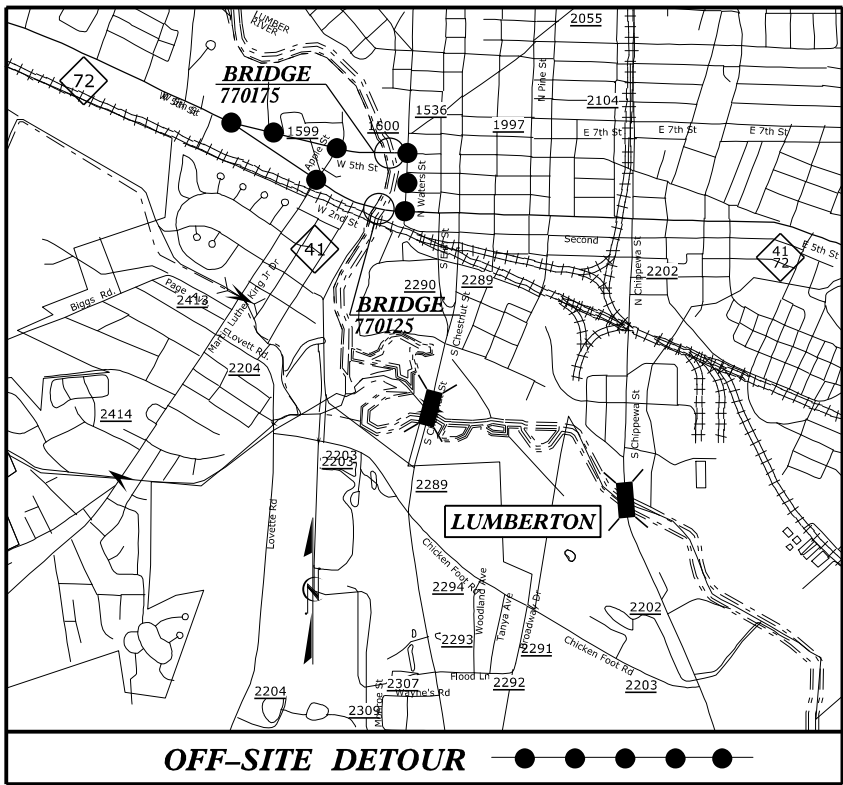 LUMBER
RIVER
2055
72
BRIDGE
770175
W 5th St
1600
1536
1599
1997
N Pine St
2104
E 7th St
E 7th St
E 7th St
Apple St
W 5th St
N Waters St
W 2nd St
41
S Elm St
Second
N Chippewa St
41
72
E 5th St
2202
2290
2289
Biggs Rd.
Page
2413
Martin Luther King Jr Dr
Lovett Rd.
2204
BRIDGE
770125
S Chestnut St
2414
S Chippewa St
2203
2203
2289
LUMBERTON
Lovette Rd
Chicken Foot Rd
2294
Woodland Ave
Tanya Ave
Broadway Dr
2293
2291
2202
Chicken Foot Rd
Flood Ln
2203
2204
2307
Wayne's Rd
2292
2309
OFF-SITE DETOUR